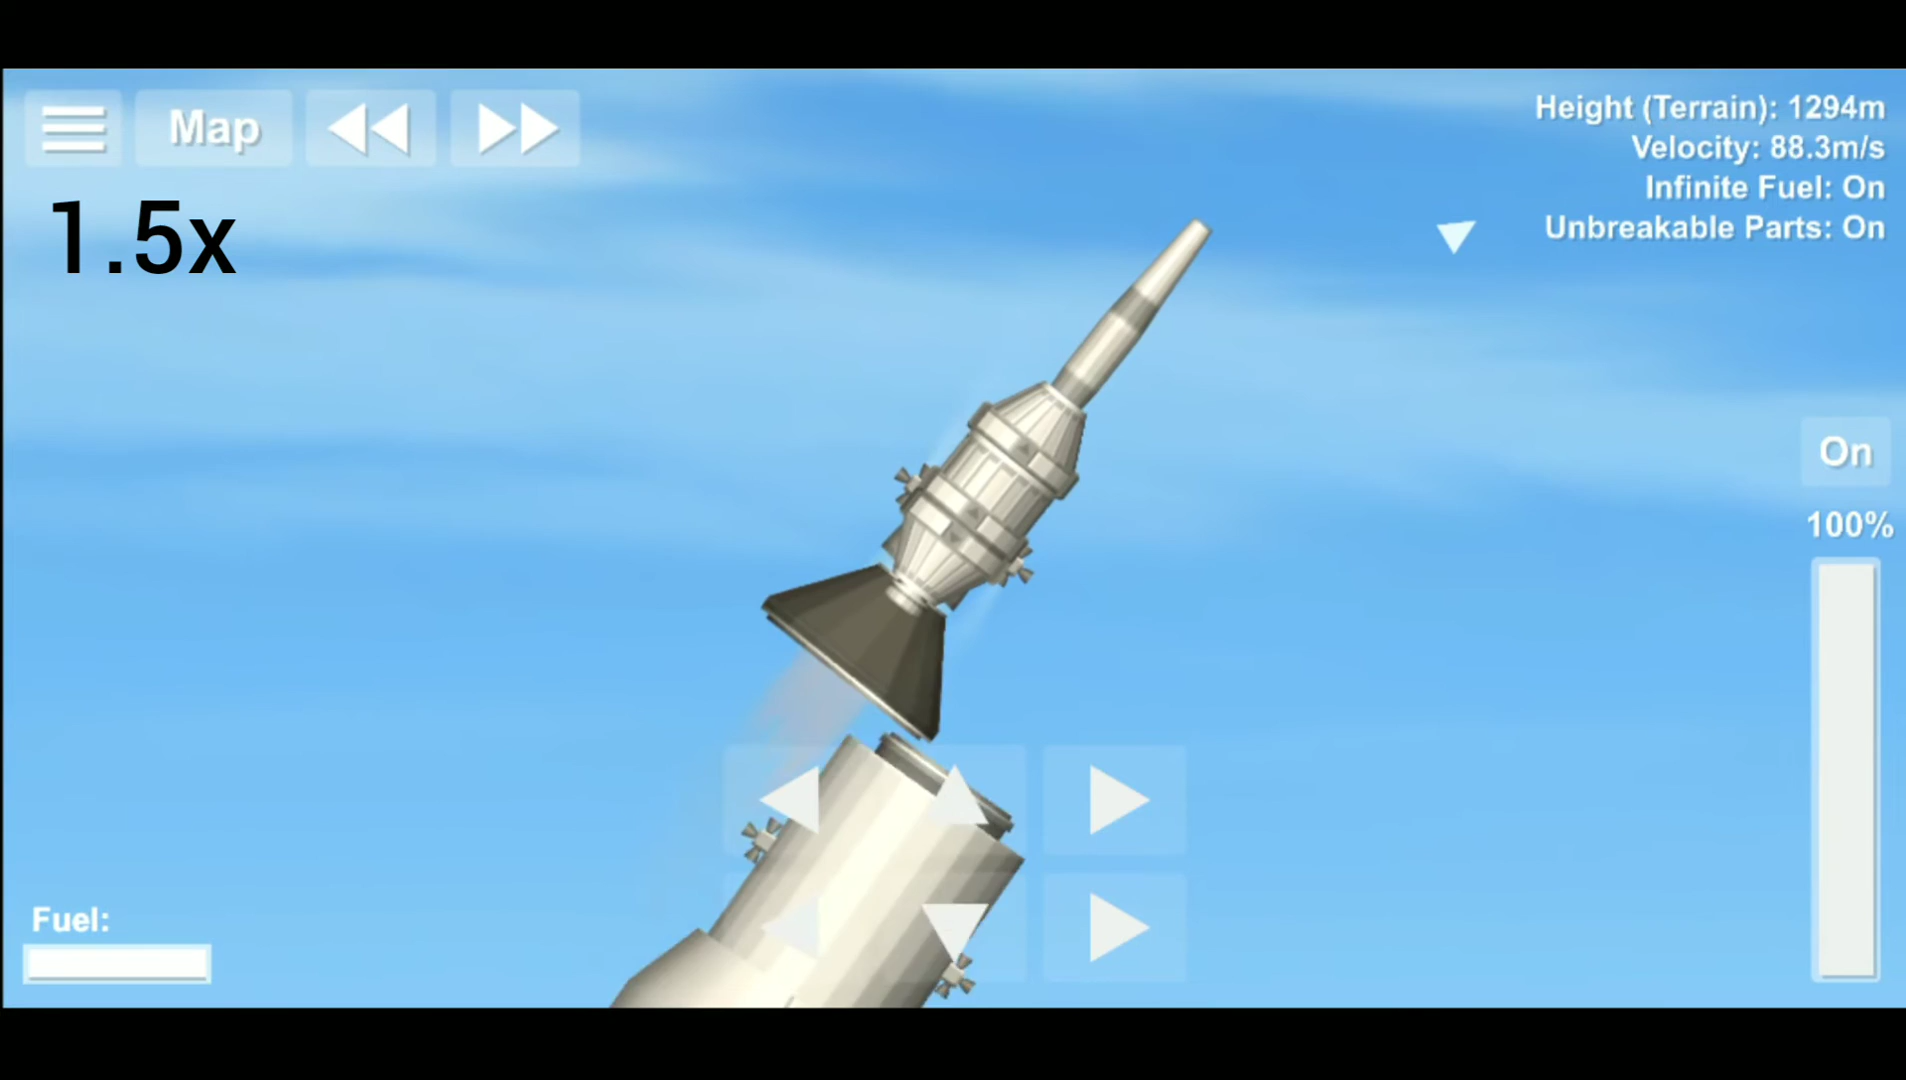 Map
1.5x
Height (Terrain): 1294m
Velocity: 88.3m/s
Infinite Fuel: On
Unbreakable Parts: On
On
100%
Fuel: